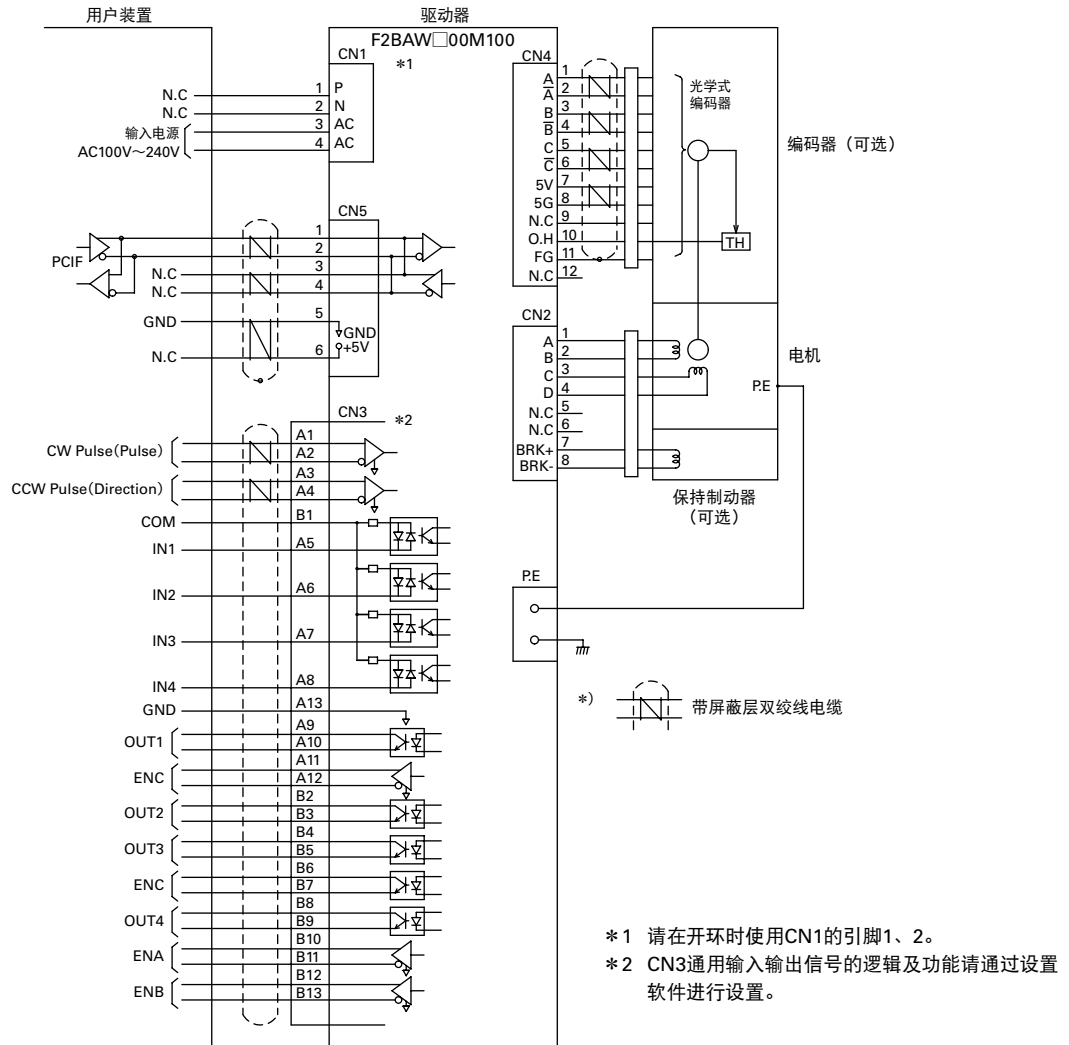 用户装置
驱动器
F2BAW□00M100
CN1
*1
N.C 1 P
N.C 2 N
输入电源 3 AC
AC100V～240V 4 AC
CN5
PCIF
1
2
N.C 3
N.C 4
GND 5 GND
N.C 6 +5V
CN3
*2
CW Pulse(Pulse) A1
A2
CCW Pulse(Direction) A3
A4
COM B1
IN1 A5
IN2 A6
IN3 A7
IN4 A8
GND A13
OUT1 A9
A10
ENC A11
A12
OUT2 B2
B3
OUT3 B4
B5
ENC B6
B7
OUT4 B8
B9
ENA B10
B11
ENB B12
B13
CN4
A 1
A̅ 2
B 3
B̅ 4
C 5
C̅ 6
5V 7
5G 8
N.C 9
O.H 10
FG 11
N.C 12
光学式
编码器
TH
编码器（可选）
CN2
A 1
B 2
C 3
D 4
N.C 5
N.C 6
BRK+ 7
BRK- 8
电机
P.E
保持制动器
（可选）
P.E
*) 带屏蔽层双绞线电缆
*1 请在开环时使用CN1的引脚1、2。
*2 CN3通用输入输出信号的逻辑及功能请通过设置
软件进行设置。